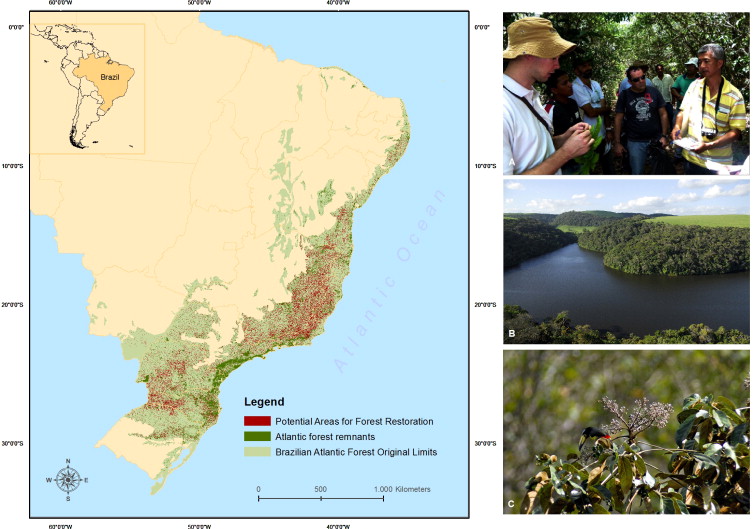 60°0'0"W 50°0'0"W 40°0'0"W
0°0'0" 0°0'0"
Brazil
10°0'0"S 10°0'0"S
Atlantic Ocean
20°0'0"S 20°0'0"S
30°0'0"S 30°0'0"S
Legend
Potential Areas for Forest Restoration
Atlantic forest remnants
Brazilian Atlantic Forest Original Limits
N
W E
S
0 500 1.000 Kilometers
60°0'0"W 50°0'0"W 40°0'0"W
A
B
C